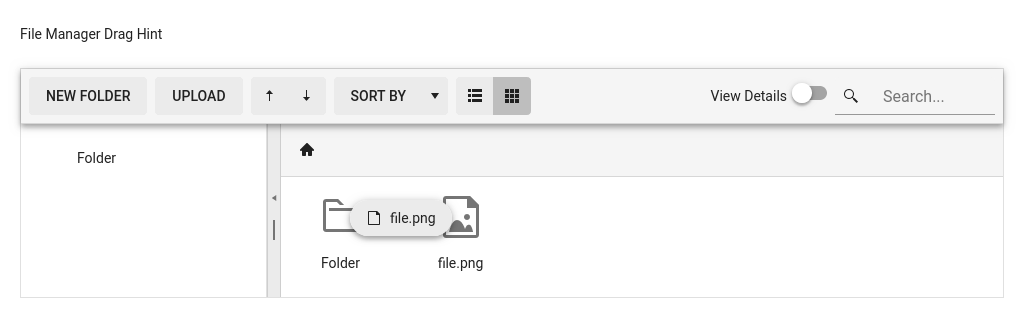 File Manager Drag Hint
NEW FOLDER UPLOAD SORT BY View Details Search...
Folder
file.png
Folder file.png